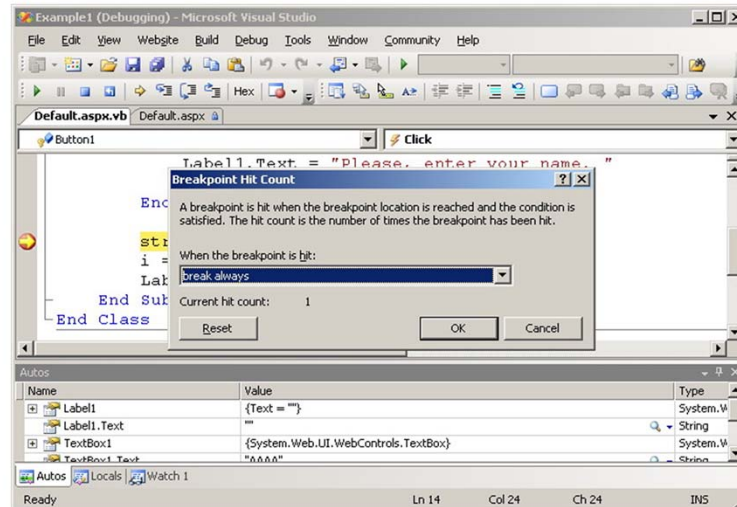 Example1 (Debugging) - Microsoft Visual Studio
File Edit View Website Build Debug Tools Window Community Help
Hex
Default.aspx.vb Default.aspx
Button1 Click
Label1.Text = "Please, enter your name. "
Breakpoint Hit Count
A breakpoint is hit when the breakpoint location is reached and the condition is
satisfied. The hit count is the number of times the breakpoint has been hit.
End
str
When the breakpoint is hit:
i =
break always
Lab
Current hit count: 1
End Sub
End Class
Reset OK Cancel
Autos
Name Value Type
Label1 {Text = ""} System.W
Label1.Text "" String
TextBox1 {System.Web.UI.WebControls.TextBox} System.W
TextBox1.Text "AAAA" String
Autos Locals Watch 1
Ready Ln 14 Col 24 Ch 24 INS